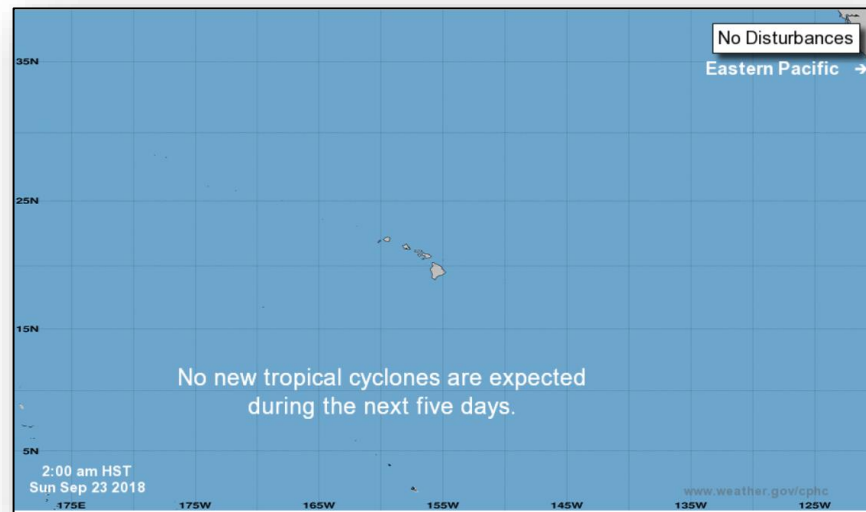 No Disturbances
35N
Eastern Pacific →
25N
15N
No new tropical cyclones are expected
during the next five days.
5N
2:00 am HST
Sun Sep 23 2018
www.weather.gov/cphc
175E 175W 165W 155W 145W 135W 125W